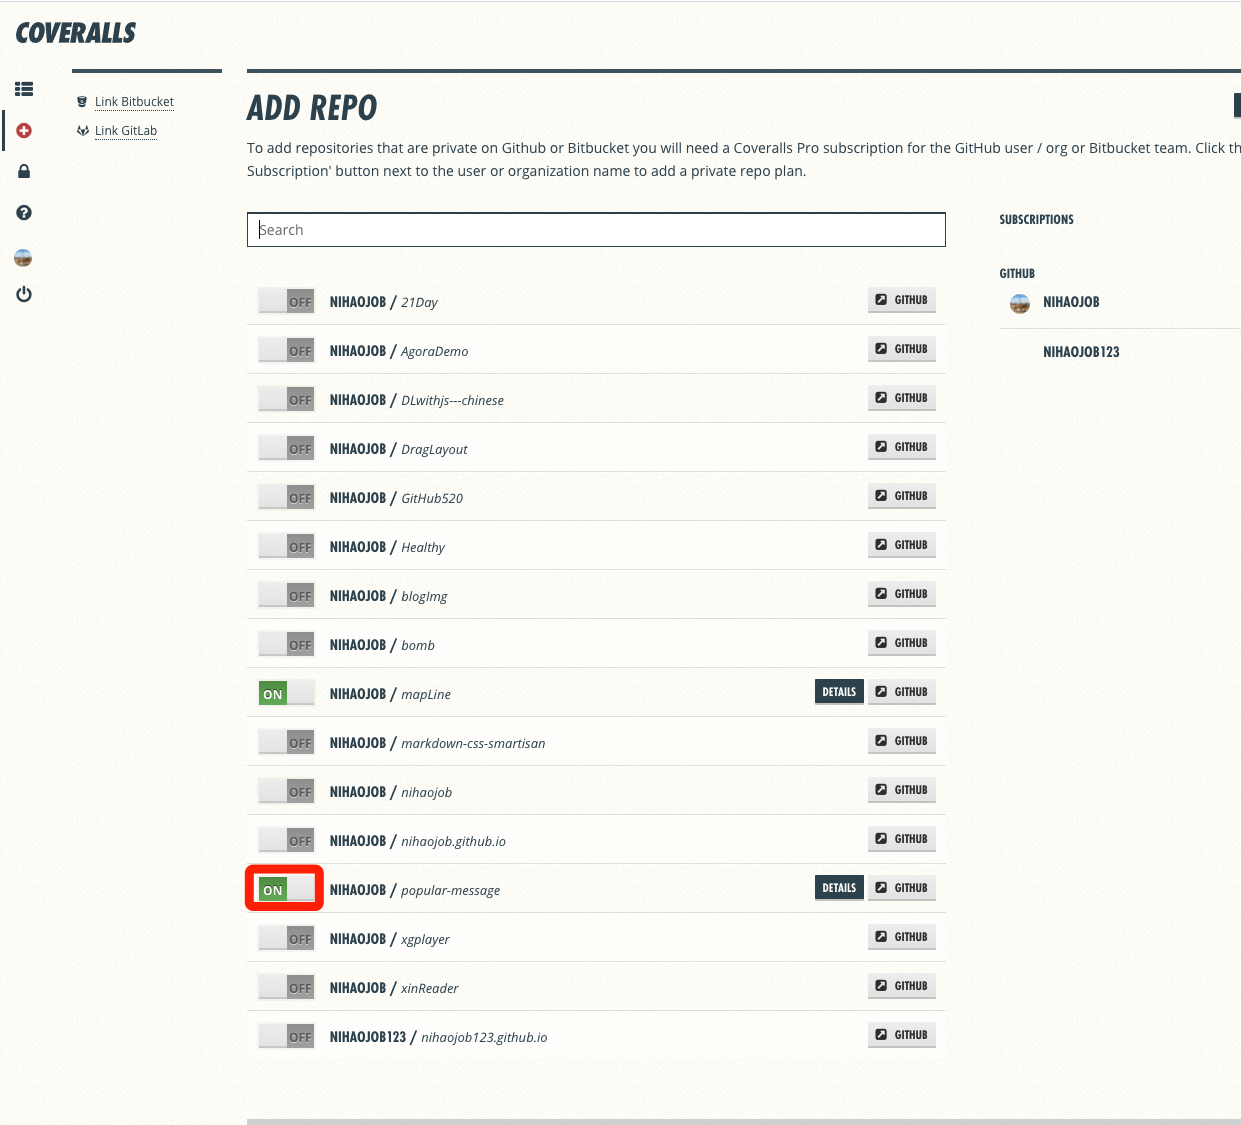 COVERALLS
Link Bitbucket
Link GitLab
ADD REPO
To add repositories that are private on Github or Bitbucket you will need a Coveralls Pro subscription for the GitHub user / org or Bitbucket team. Click th
Subscription' button next to the user or organization name to add a private repo plan.
Search
OFF NIHAOJOB / 21Day GITHUB
OFF NIHAOJOB / AgoraDemo GITHUB
OFF NIHAOJOB / DLwithjs---chinese GITHUB
OFF NIHAOJOB / DragLayout GITHUB
OFF NIHAOJOB / GitHub520 GITHUB
OFF NIHAOJOB / Healthy GITHUB
OFF NIHAOJOB / blogImg GITHUB
OFF NIHAOJOB / bomb GITHUB
ON NIHAOJOB / mapLine DETAILS GITHUB
OFF NIHAOJOB / markdown-css-smartisan GITHUB
OFF NIHAOJOB / nihaojob GITHUB
OFF NIHAOJOB / nihaojob.github.io GITHUB
ON NIHAOJOB / popular-message DETAILS GITHUB
OFF NIHAOJOB / xgplayer GITHUB
OFF NIHAOJOB / xinReader GITHUB
OFF NIHAOJOB123 / nihaojob123.github.io GITHUB
SUBSCRIPTIONS
GITHUB
NIHAOJOB
NIHAOJOB123